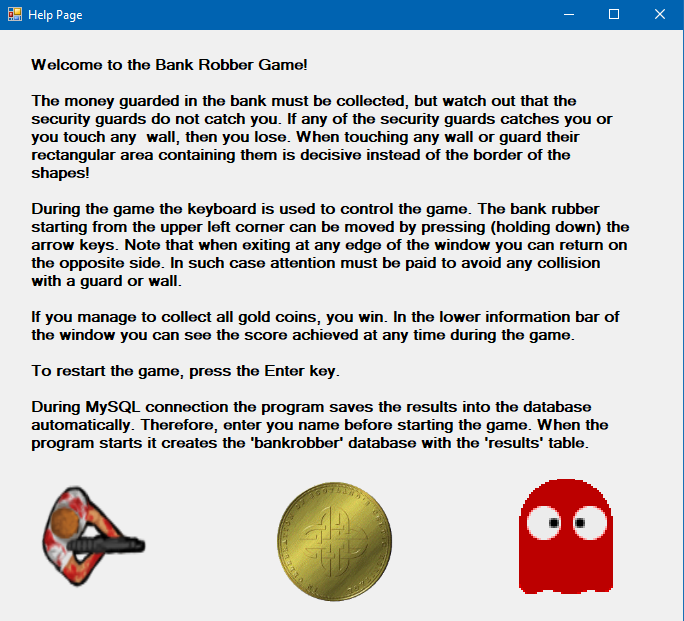 Help Page
Welcome to the Bank Robber Game!
The money guarded in the bank must be collected, but watch out that the
security guards do not catch you. If any of the security guards catches you or
you touch any  wall, then you lose. When touching any wall or guard their
rectangular area containing them is decisive instead of the border of the
shapes!
During the game the keyboard is used to control the game. The bank rubber
starting from the upper left corner can be moved by pressing (holding down) the
arrow keys. Note that when exiting at any edge of the window you can return on
the opposite side. In such case attention must be paid to avoid any collision
with a guard or wall.
If you manage to collect all gold coins, you win. In the lower information bar of
the window you can see the score achieved at any time during the game.
To restart the game, press the Enter key.
During MySQL connection the program saves the results into the database
automatically. Therefore, enter you name before starting the game. When the
program starts it creates the 'bankrobber' database with the 'results' table.